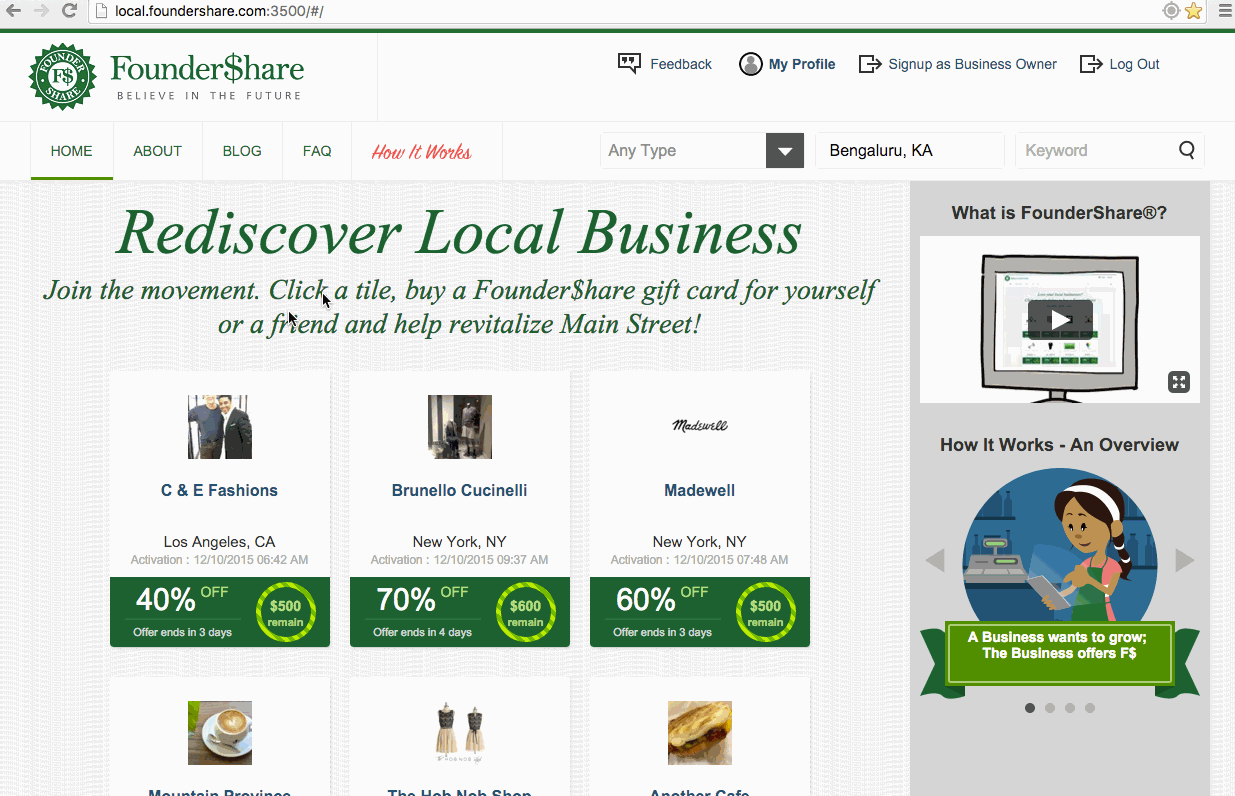 local.foundershare.com:3500/#/
FOUNDER
F$
SHARE
Founder$hare
BELIEVE IN THE FUTURE
Feedback
My Profile
Signup as Business Owner
Log Out
HOME
ABOUT
BLOG
FAQ
How It Works
Any Type
Bengaluru, KA
Keyword
Rediscover Local Business
Join the movement. Click a tile, buy a Founder$hare gift card for yourself
or a friend and help revitalize Main Street!
C & E Fashions
Los Angeles, CA
Activation : 12/10/2015 06:42 AM
40% OFF
Offer ends in 3 days
$500
remain
Brunello Cucinelli
New York, NY
Activation : 12/10/2015 09:37 AM
70% OFF
Offer ends in 4 days
$600
remain
Madewell
Madewell
New York, NY
Activation : 12/10/2015 07:48 AM
60% OFF
Offer ends in 3 days
$500
remain
Mountain Province
The Hob Nob Shop
Another Cafe
What is FounderShare®?
How It Works - An Overview
A Business wants to grow;
The Business offers F$